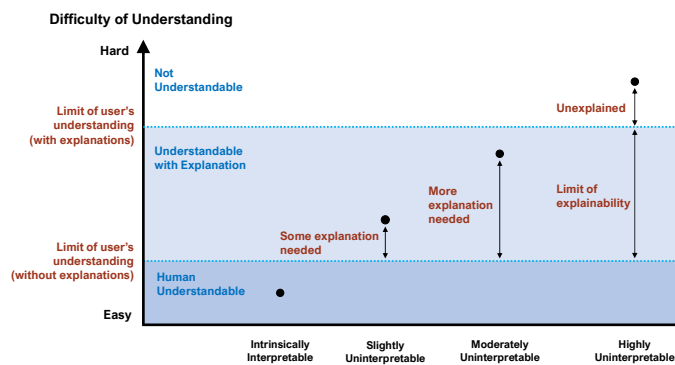 Difficulty of Understanding
Hard
Not
Understandable
Limit of user's
understanding
(with explanations)
Unexplained
Understandable
with Explanation
More
explanation
needed
Limit of
explainability
Some explanation
needed
Limit of user's
understanding
(without explanations)
Human
Understandable
Easy
Intrinsically
Interpretable
Slightly
Uninterpretable
Moderately
Uninterpretable
Highly
Uninterpretable